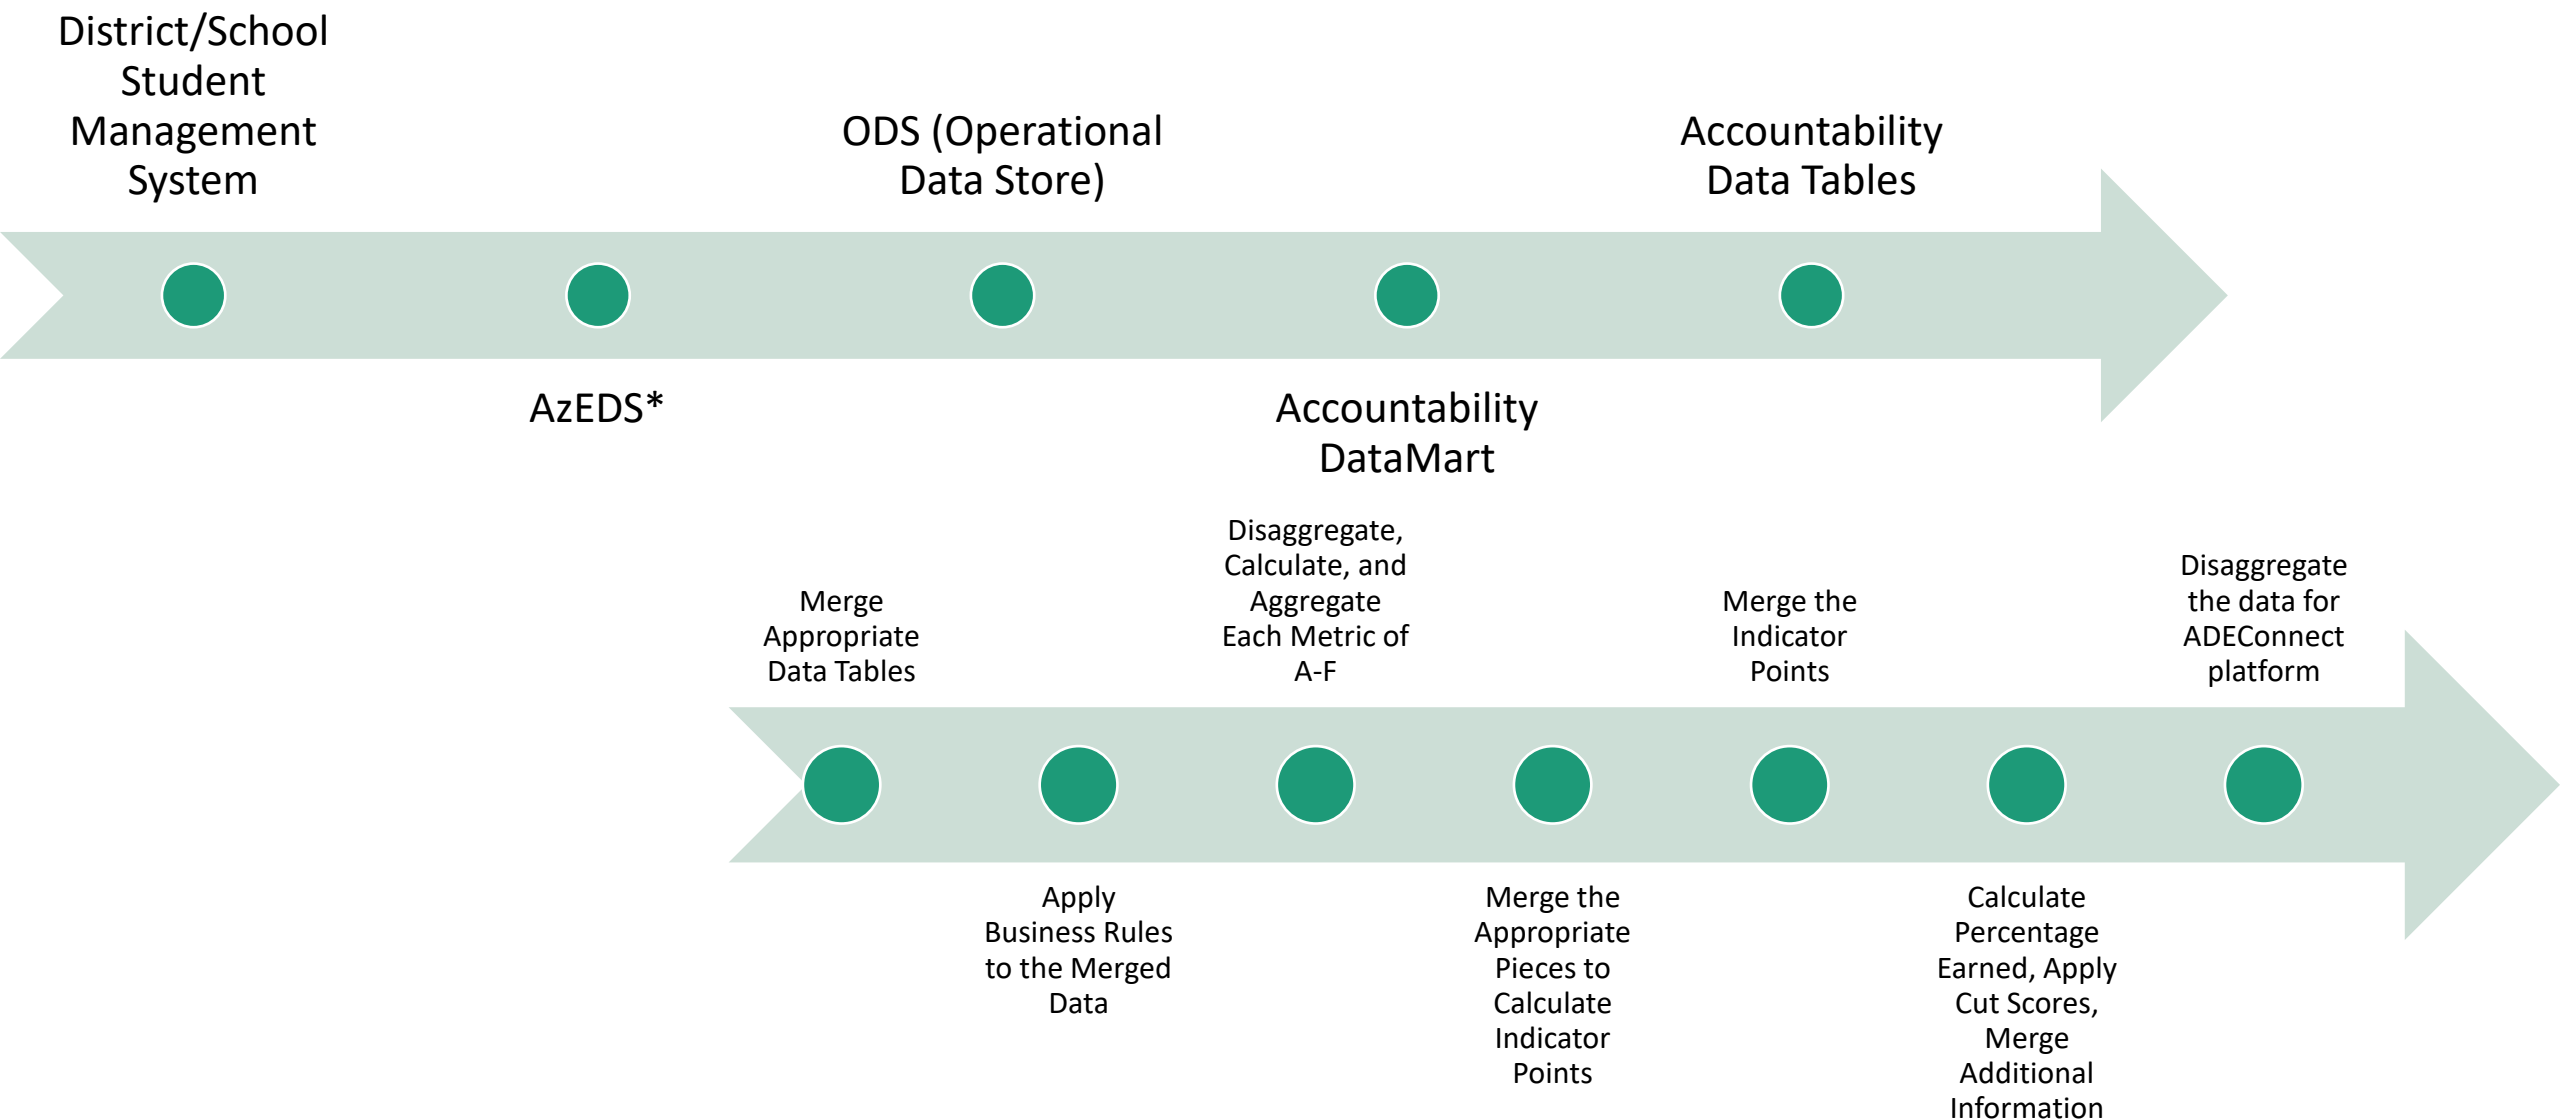 District/School
Student
Management
System
AzEDS*
ODS (Operational
Data Store)
Accountability
DataMart
Accountability
Data Tables
Merge
Appropriate
Data Tables
Apply
Business Rules
to the Merged
Data
Disaggregate,
Calculate, and
Aggregate
Each Metric of
A-F
Merge the
Appropriate
Pieces to
Calculate
Indicator
Points
Merge the
Indicator
Points
Calculate
Percentage
Earned, Apply
Cut Scores,
Merge
Additional
Information
Disaggregate
the data for
ADEConnect
platform